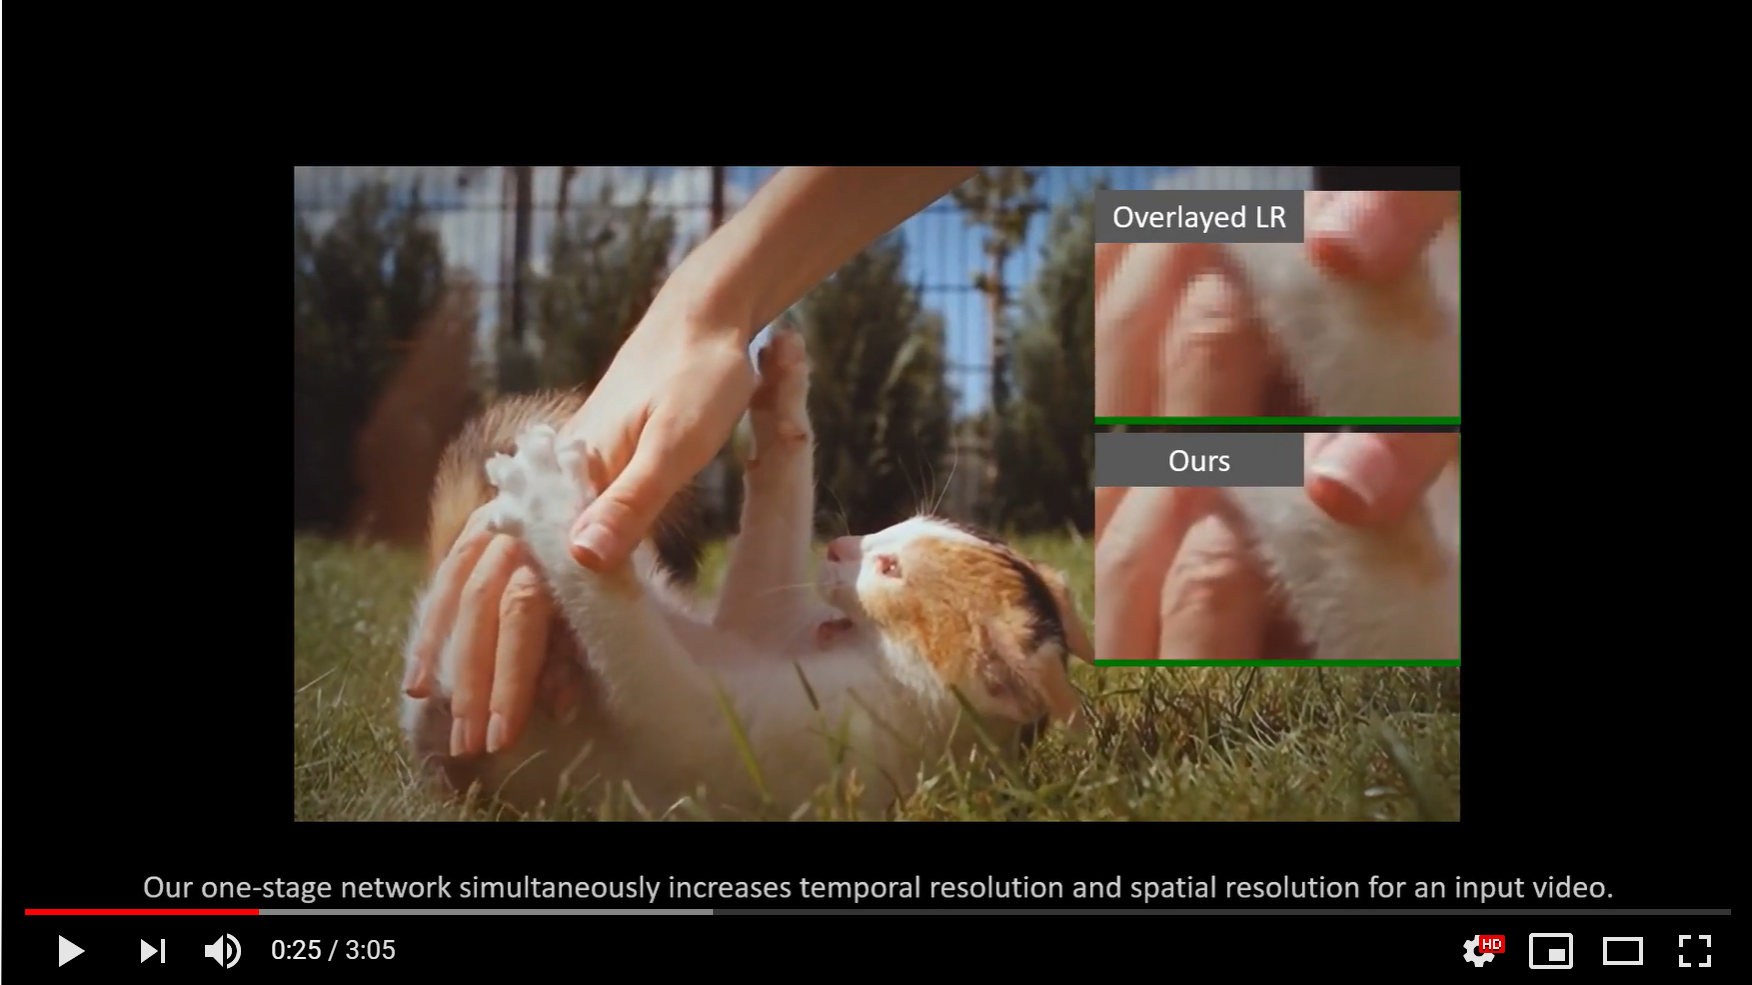 Overlayed LR
Ours
Our one-stage network simultaneously increases temporal resolution and spatial resolution for an input video.
0:25 / 3:05
HD